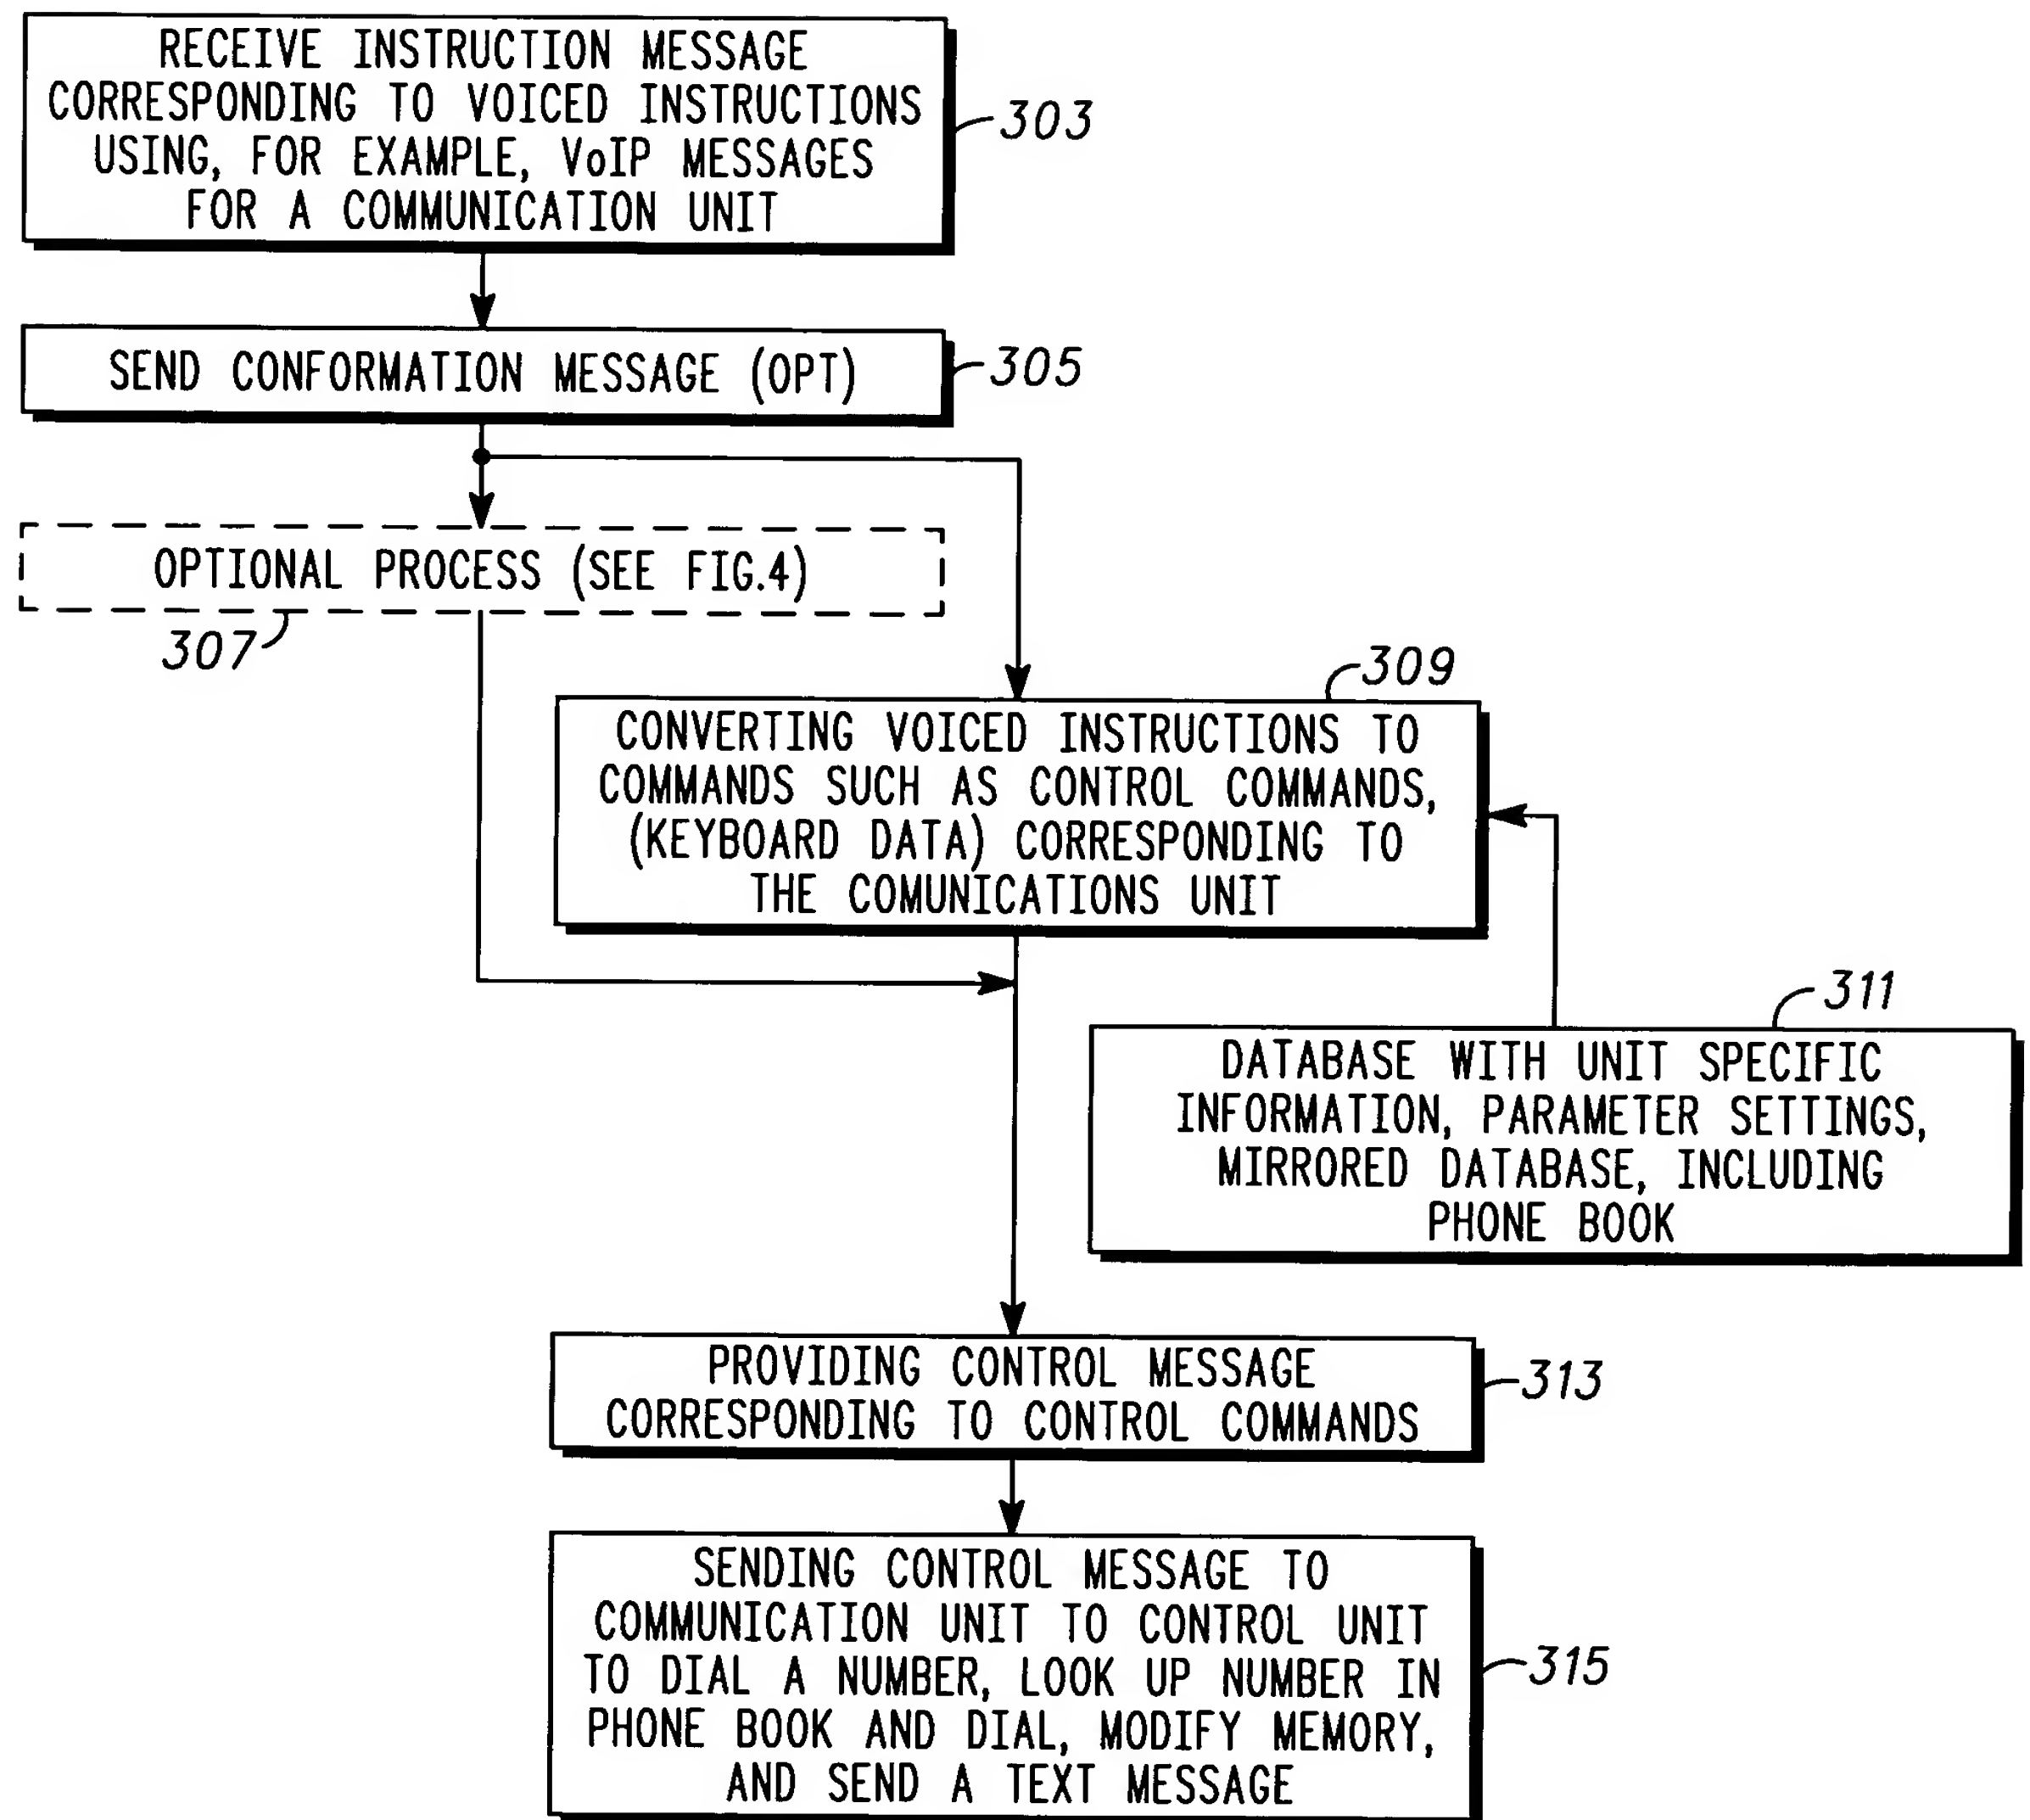 RECEIVE INSTRUCTION MESSAGE
CORRESPONDING TO VOICED INSTRUCTIONS
USING, FOR EXAMPLE, VoIP MESSAGES
FOR A COMMUNICATION UNIT
303
SEND CONFORMATION MESSAGE (OPT)
305
OPTIONAL PROCESS (SEE FIG.4)
307
309
CONVERTING VOICED INSTRUCTIONS TO
COMMANDS SUCH AS CONTROL COMMANDS,
(KEYBOARD DATA) CORRESPONDING TO
THE COMUNICATIONS UNIT
311
DATABASE WITH UNIT SPECIFIC
INFORMATION, PARAMETER SETTINGS,
MIRRORED DATABASE, INCLUDING
PHONE BOOK
PROVIDING CONTROL MESSAGE
CORRESPONDING TO CONTROL COMMANDS
313
SENDING CONTROL MESSAGE TO
COMMUNICATION UNIT TO CONTROL UNIT
TO DIAL A NUMBER, LOOK UP NUMBER IN
PHONE BOOK AND DIAL, MODIFY MEMORY,
AND SEND A TEXT MESSAGE
315